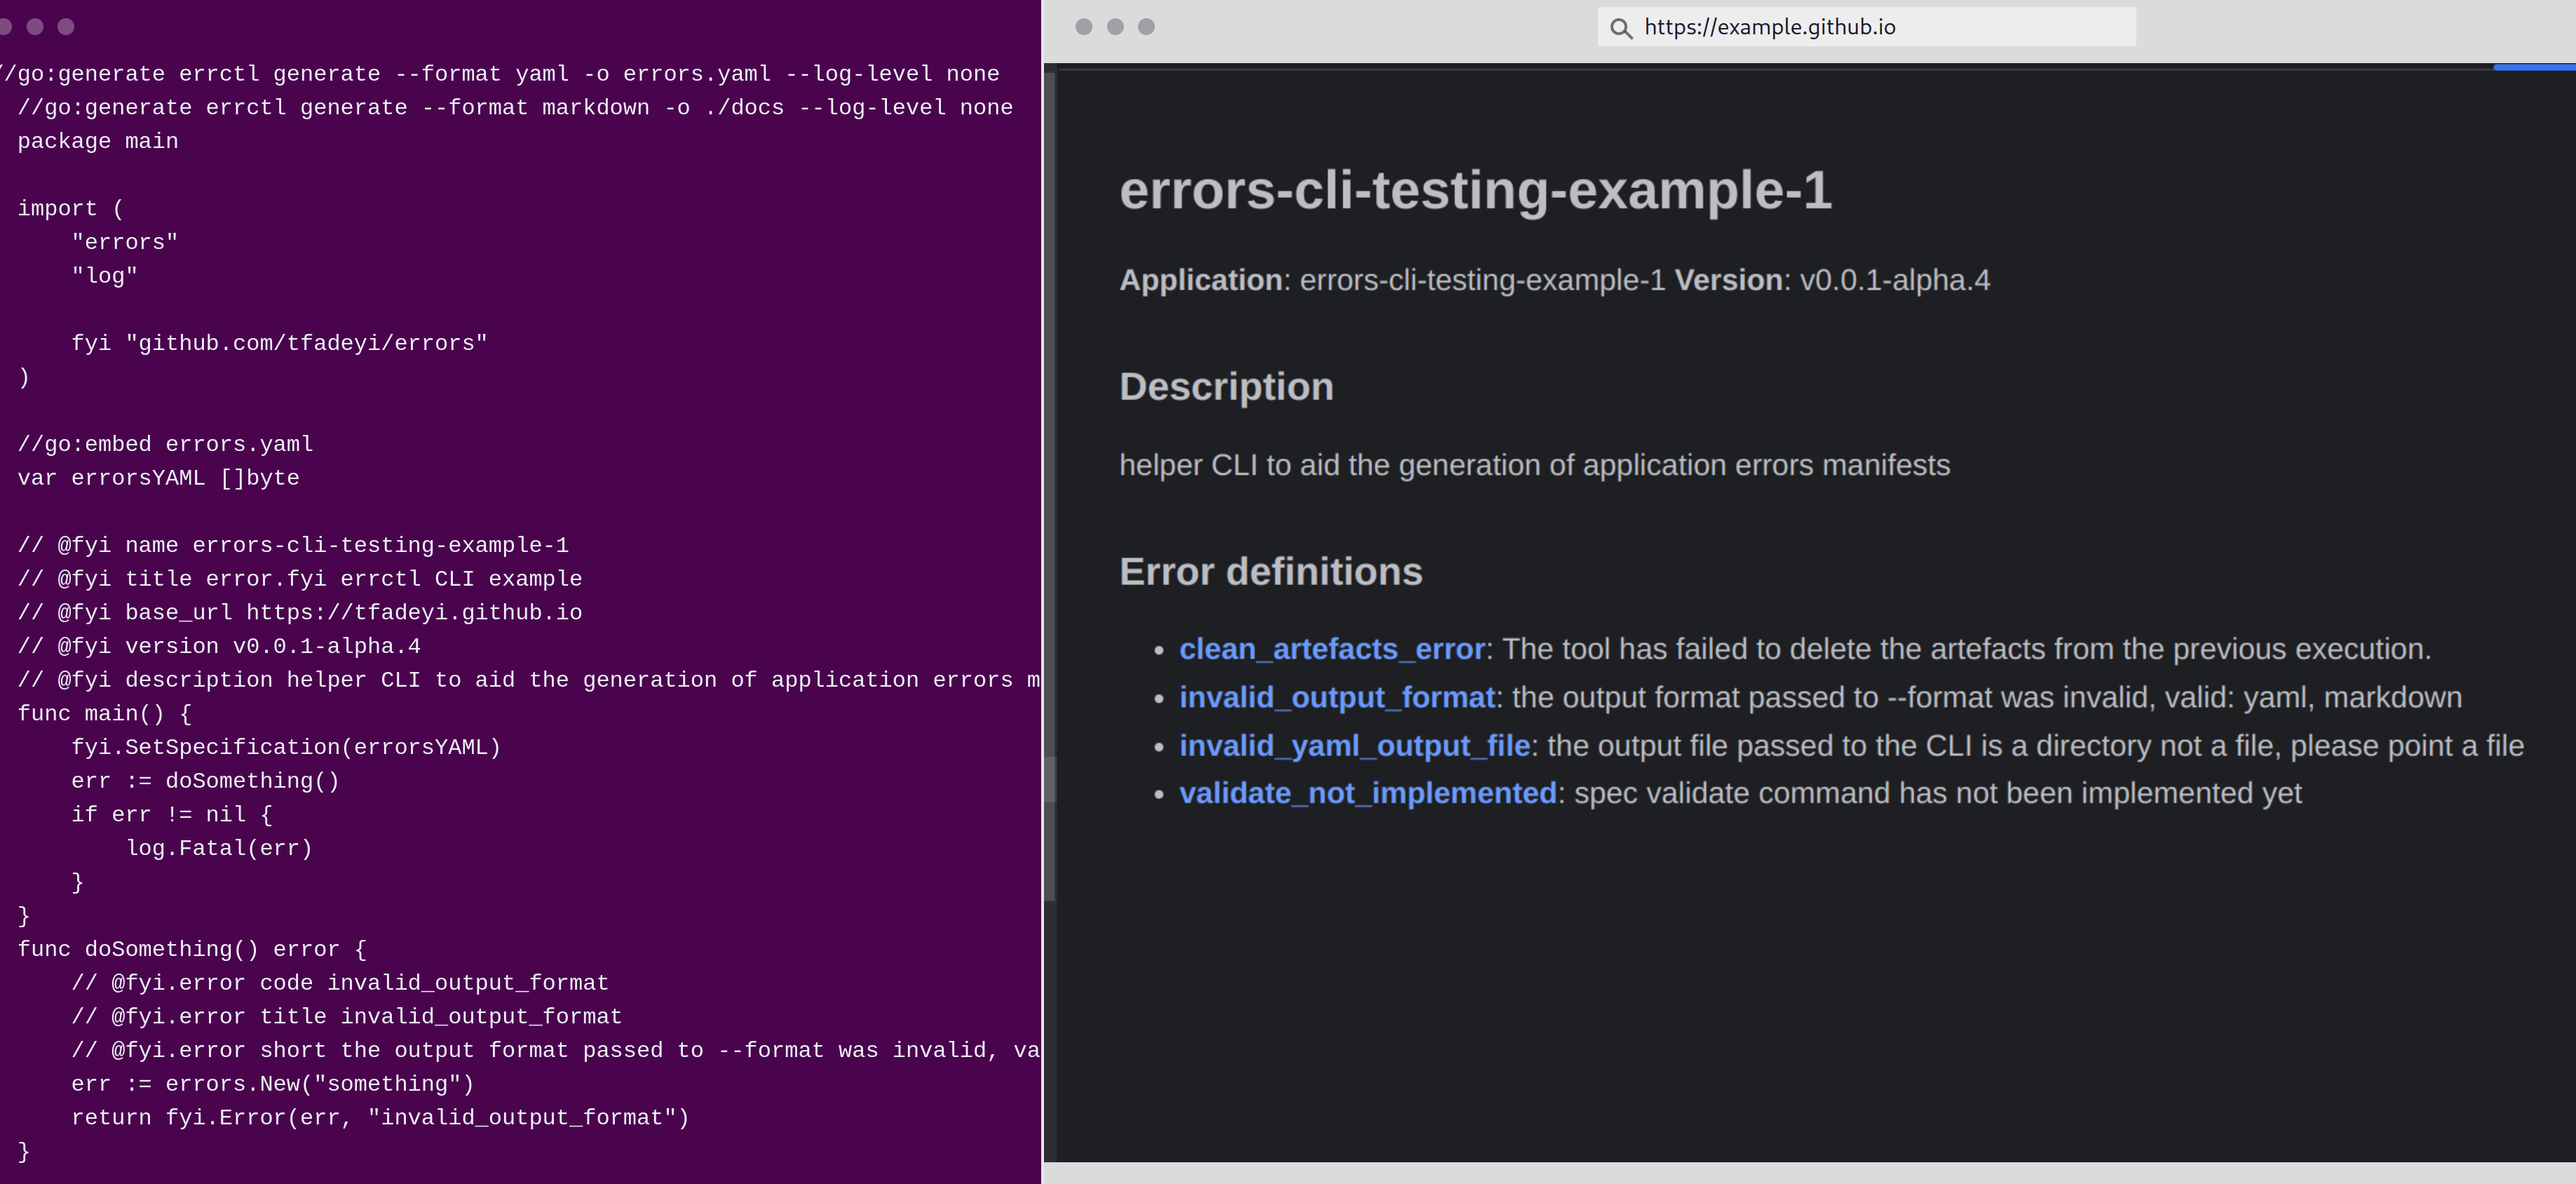 //go:generate errctl generate --format yaml -o errors.yaml --log-level none
//go:generate errctl generate --format markdown -o ./docs --log-level none
package main

import (
    "errors"
    "log"

    fyi "github.com/tfadeyi/errors"
)

//go:embed errors.yaml
var errorsYAML []byte

// @fyi name errors-cli-testing-example-1
// @fyi title error.fyi errctl CLI example
// @fyi base_url https://tfadeyi.github.io
// @fyi version v0.0.1-alpha.4
// @fyi description helper CLI to aid the generation of application errors m
func main() {
    fyi.SetSpecification(errorsYAML)
    err := doSomething()
    if err != nil {
        log.Fatal(err)
    }
}
func doSomething() error {
    // @fyi.error code invalid_output_format
    // @fyi.error title invalid_output_format
    // @fyi.error short the output format passed to --format was invalid, va
    err := errors.New("something")
    return fyi.Error(err, "invalid_output_format")
}
https://example.github.io
errors-cli-testing-example-1
Application: errors-cli-testing-example-1 Version: v0.0.1-alpha.4
Description
helper CLI to aid the generation of application errors manifests
Error definitions
• clean_artefacts_error: The tool has failed to delete the artefacts from the previous execution.
• invalid_output_format: the output format passed to --format was invalid, valid: yaml, markdown
• invalid_yaml_output_file: the output file passed to the CLI is a directory not a file, please point a file
• validate_not_implemented: spec validate command has not been implemented yet